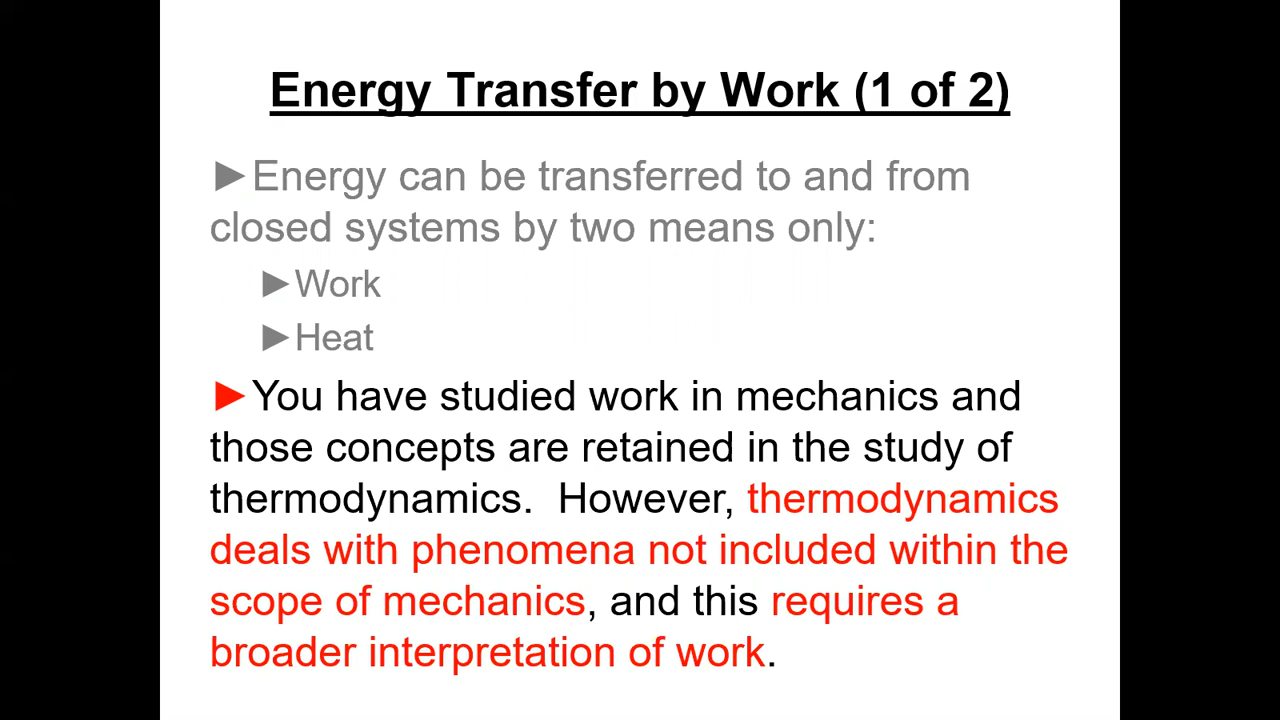 Energy Transfer by Work (1 of 2)
►Energy can be transferred to and from
closed systems by two means only:
►Work
►Heat
►You have studied work in mechanics and
those concepts are retained in the study of
thermodynamics.  However, thermodynamics
deals with phenomena not included within the
scope of mechanics, and this requires a
broader interpretation of work.